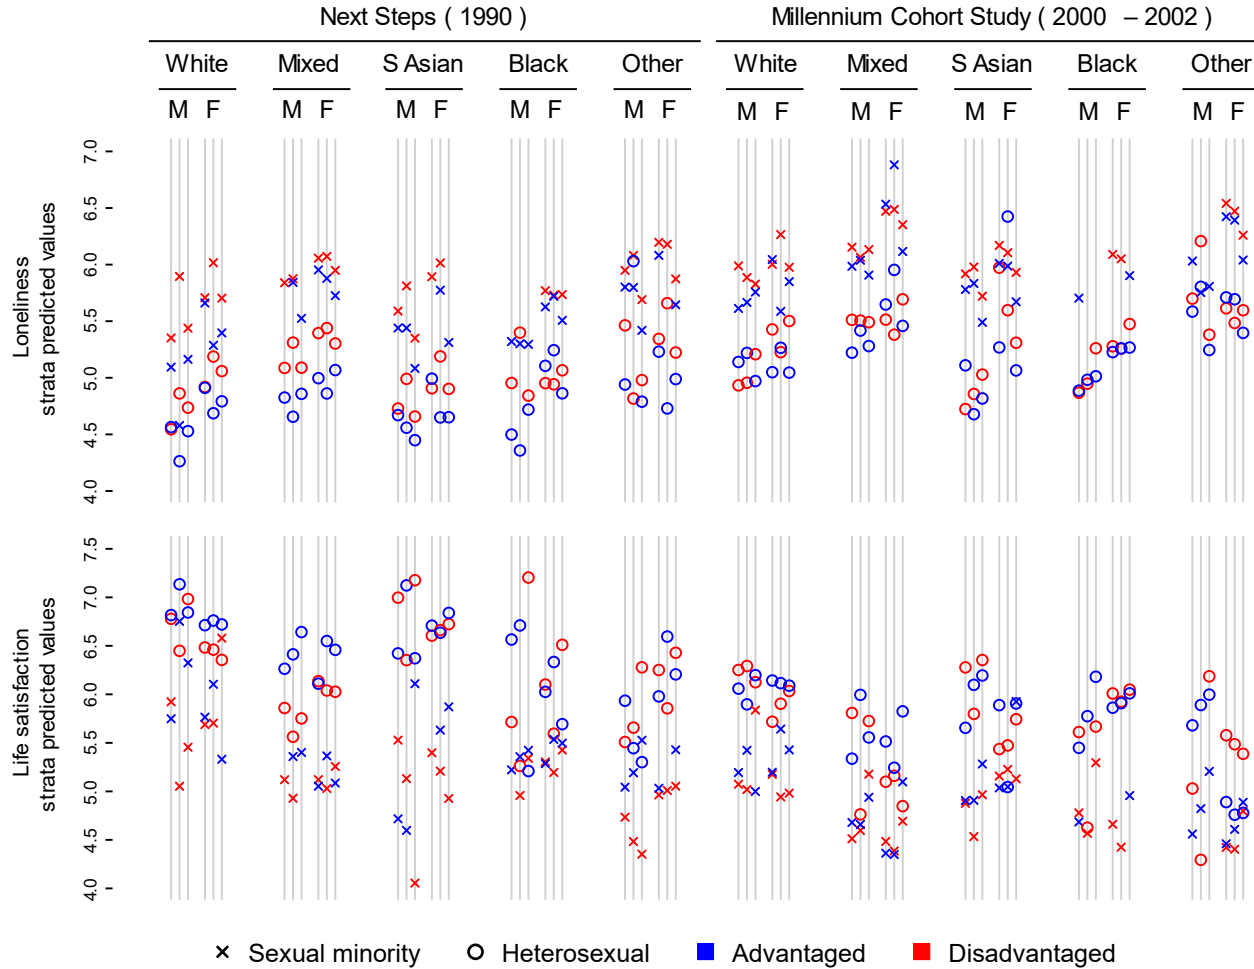 Next Steps ( 1990 ) Millennium Cohort Study ( 2000 – 2002 )
White Mixed S Asian Black Other White Mixed S Asian Black Other
M F M F M F M F M F M F M F M F M F M F
Loneliness
strata predicted values
7.0
6.5
6.0
5.5
5.0
4.5
4.0
Life satisfaction
strata predicted values
7.5
7.0
6.5
6.0
5.5
5.0
4.5
4.0
Sexual minority Heterosexual Advantaged Disadvantaged